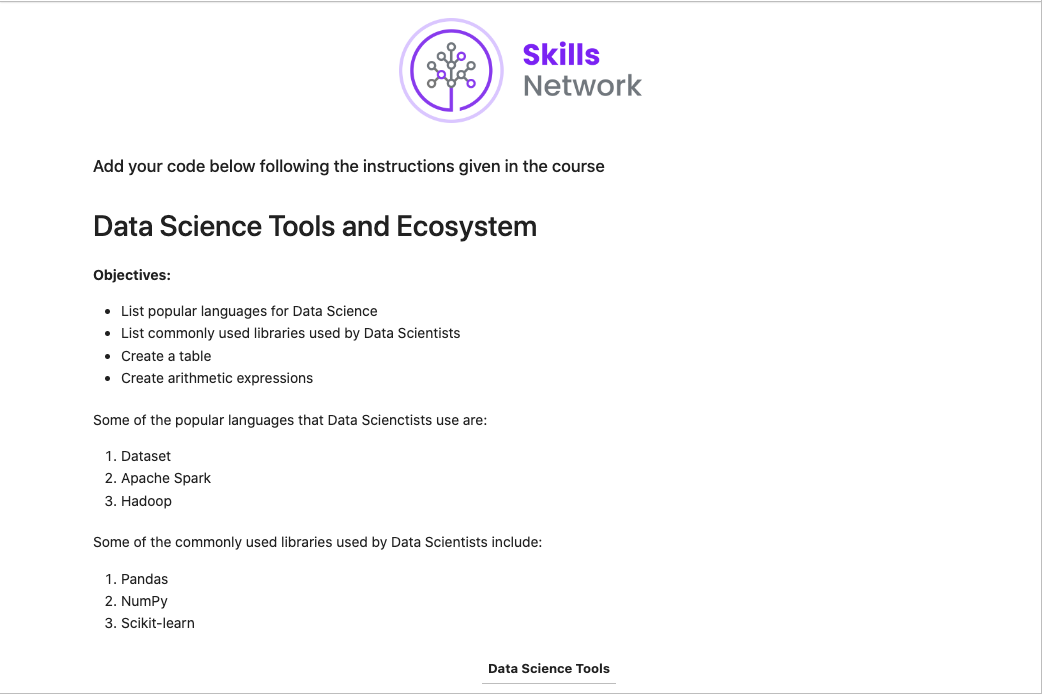 Skills
Network
Add your code below following the instructions given in the course
Data Science Tools and Ecosystem
Objectives:
• List popular languages for Data Science
• List commonly used libraries used by Data Scientists
• Create a table
• Create arithmetic expressions
Some of the popular languages that Data Scienctists use are:
1. Dataset
2. Apache Spark
3. Hadoop
Some of the commonly used libraries used by Data Scientists include:
1. Pandas
2. NumPy
3. Scikit-learn
Data Science Tools